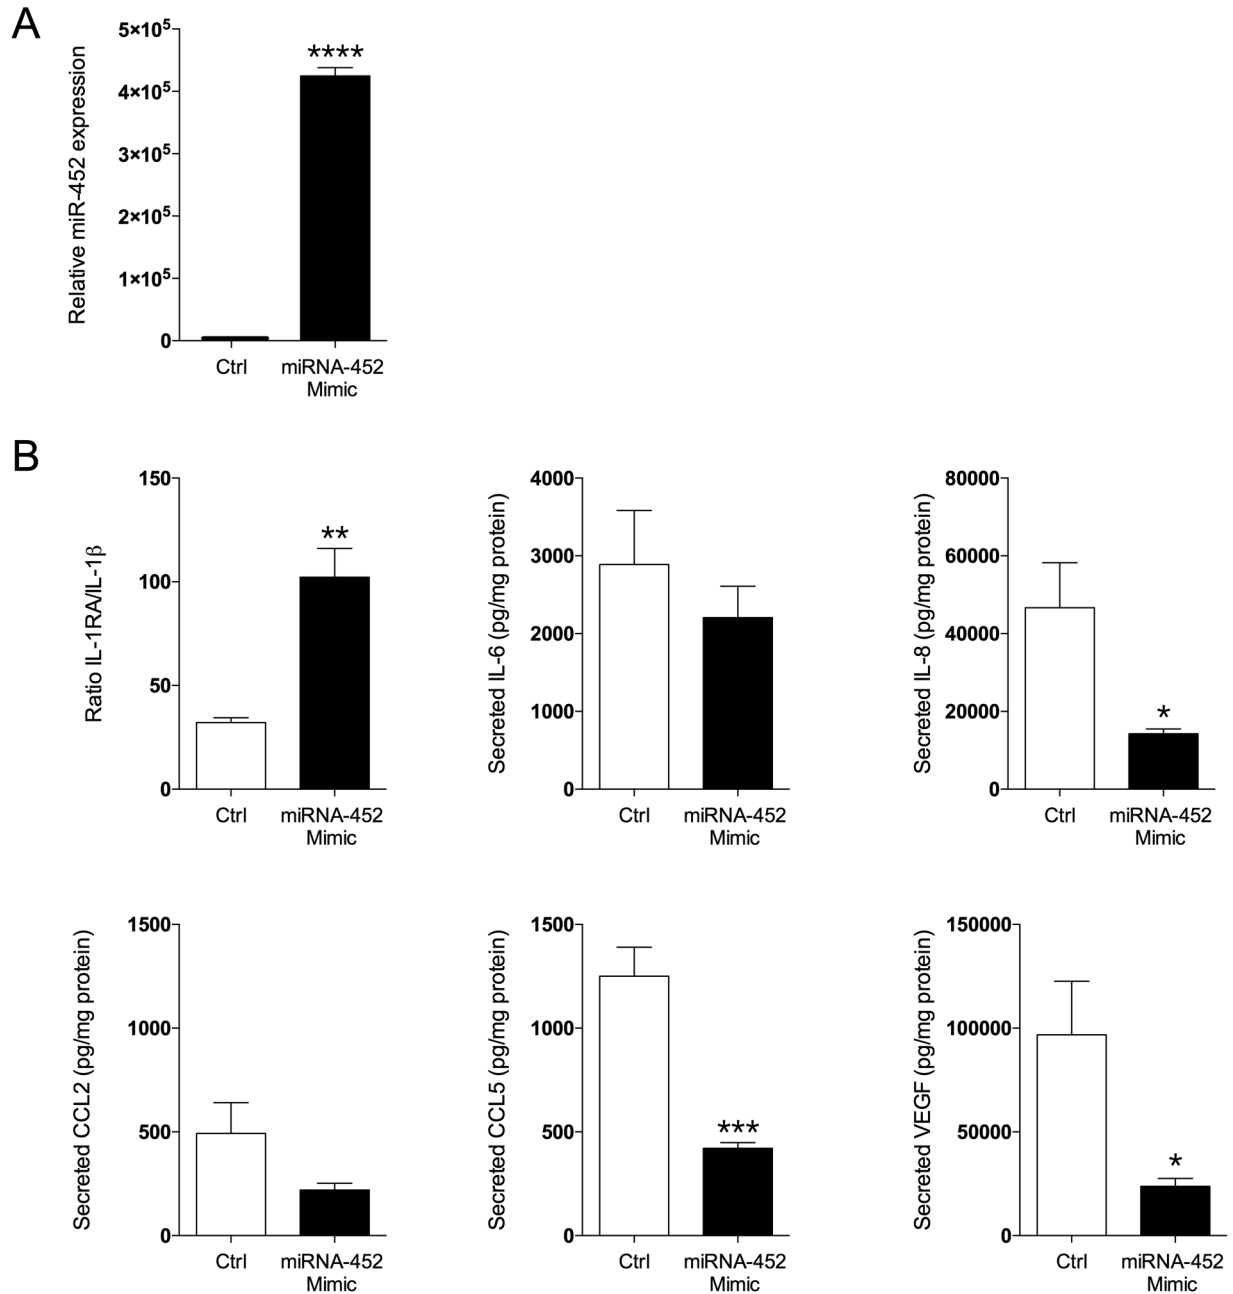 A
Relative miR-452 expression
5×10⁵
4×10⁵
3×10⁵
2×10⁵
1×10⁵
0
****
Ctrl
miRNA-452
Mimic
B
Ratio IL-1RA/IL-1β
150
100
50
0
**
Ctrl
miRNA-452
Mimic
Secreted IL-6 (pg/mg protein)
4000
3000
2000
1000
0
Ctrl
miRNA-452
Mimic
Secreted IL-8 (pg/mg protein)
80000
60000
40000
20000
0
*
Ctrl
miRNA-452
Mimic
Secreted CCL2 (pg/mg protein)
1500
1000
500
0
Ctrl
miRNA-452
Mimic
Secreted CCL5 (pg/mg protein)
1500
1000
500
0
***
Ctrl
miRNA-452
Mimic
Secreted VEGF (pg/mg protein)
150000
100000
50000
0
*
Ctrl
miRNA-452
Mimic